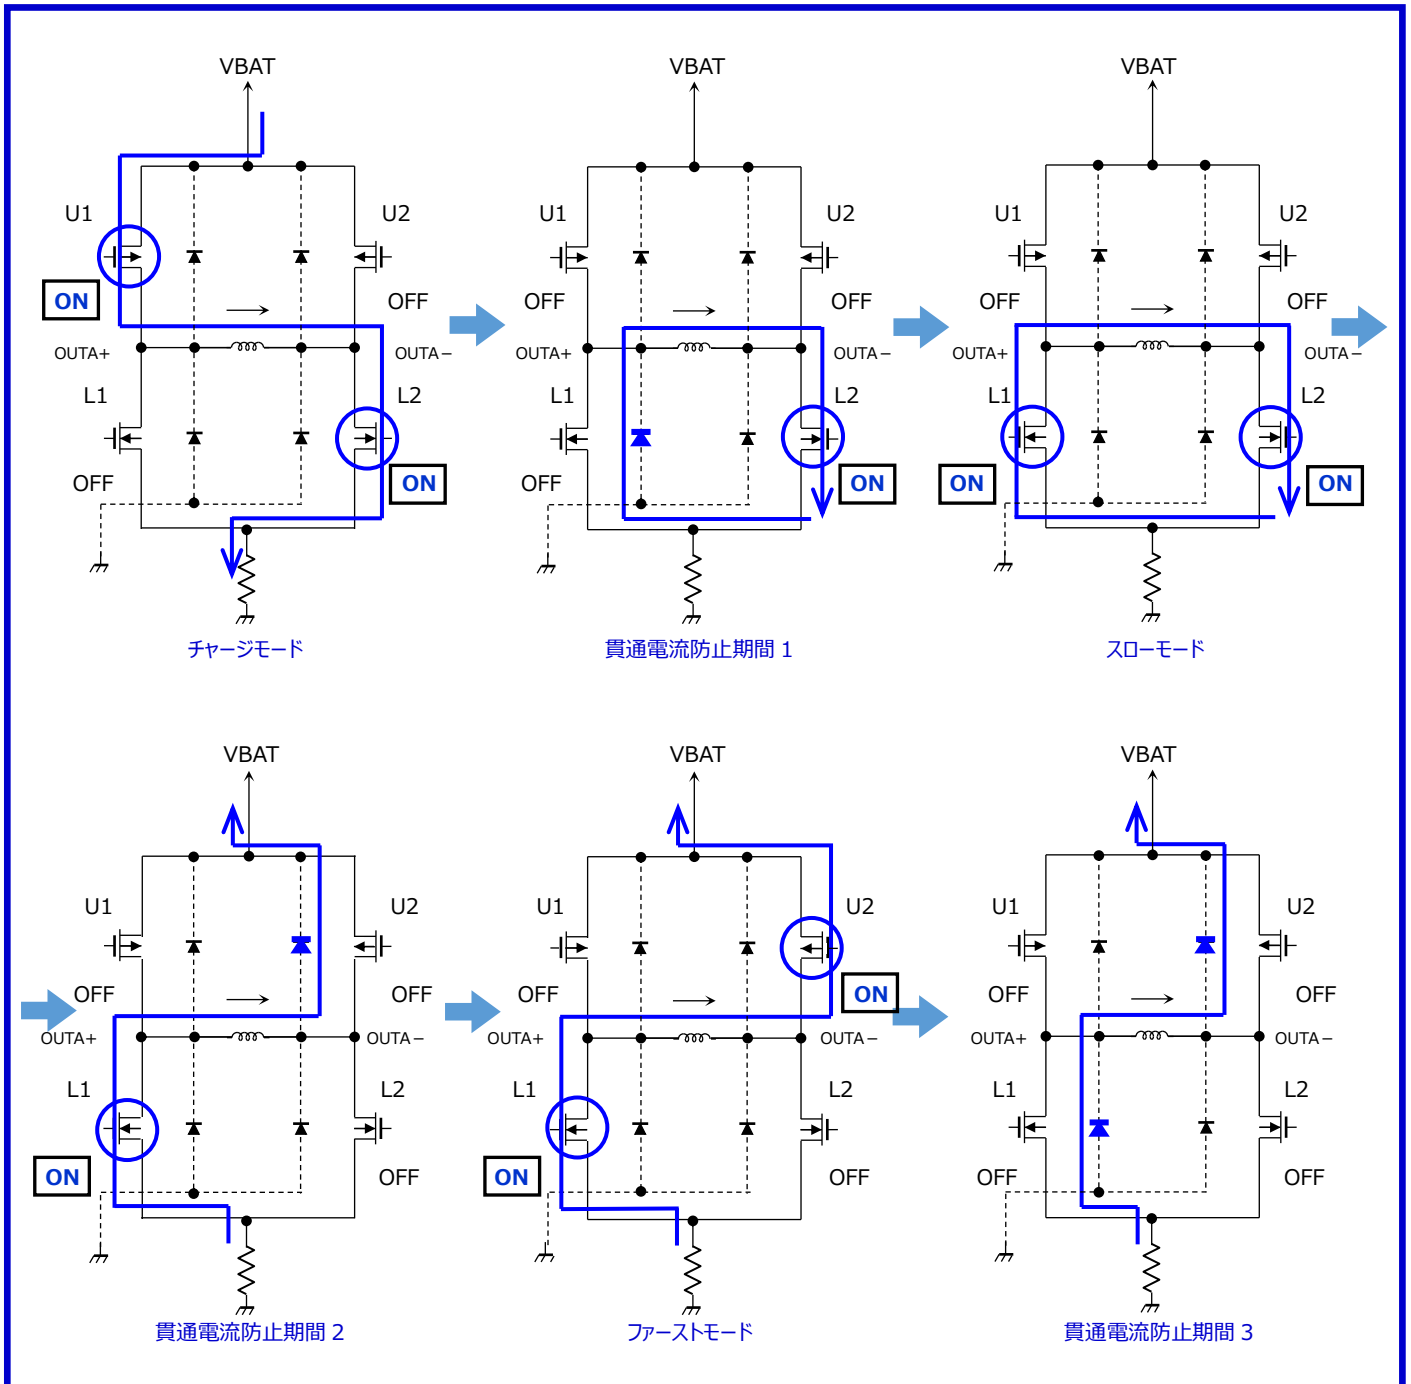 VBAT
VBAT
VBAT
U1
U2
U1
U2
U1
U2
ON
OFF
OFF
OFF
OFF
OFF
OUTA+
OUTA−
OUTA+
OUTA−
OUTA+
OUTA−
L1
L2
L1
L2
L1
L2
OFF
ON
OFF
ON
ON
ON
チャージモード
貫通電流防止期間 1
スローモード
VBAT
VBAT
VBAT
U1
U2
U1
U2
U1
U2
OFF
OFF
OFF
ON
OFF
OFF
OUTA+
OUTA−
OUTA+
OUTA−
OUTA+
OUTA−
L1
L2
L1
L2
L1
L2
ON
OFF
ON
OFF
OFF
OFF
貫通電流防止期間 2
ファーストモード
貫通電流防止期間 3